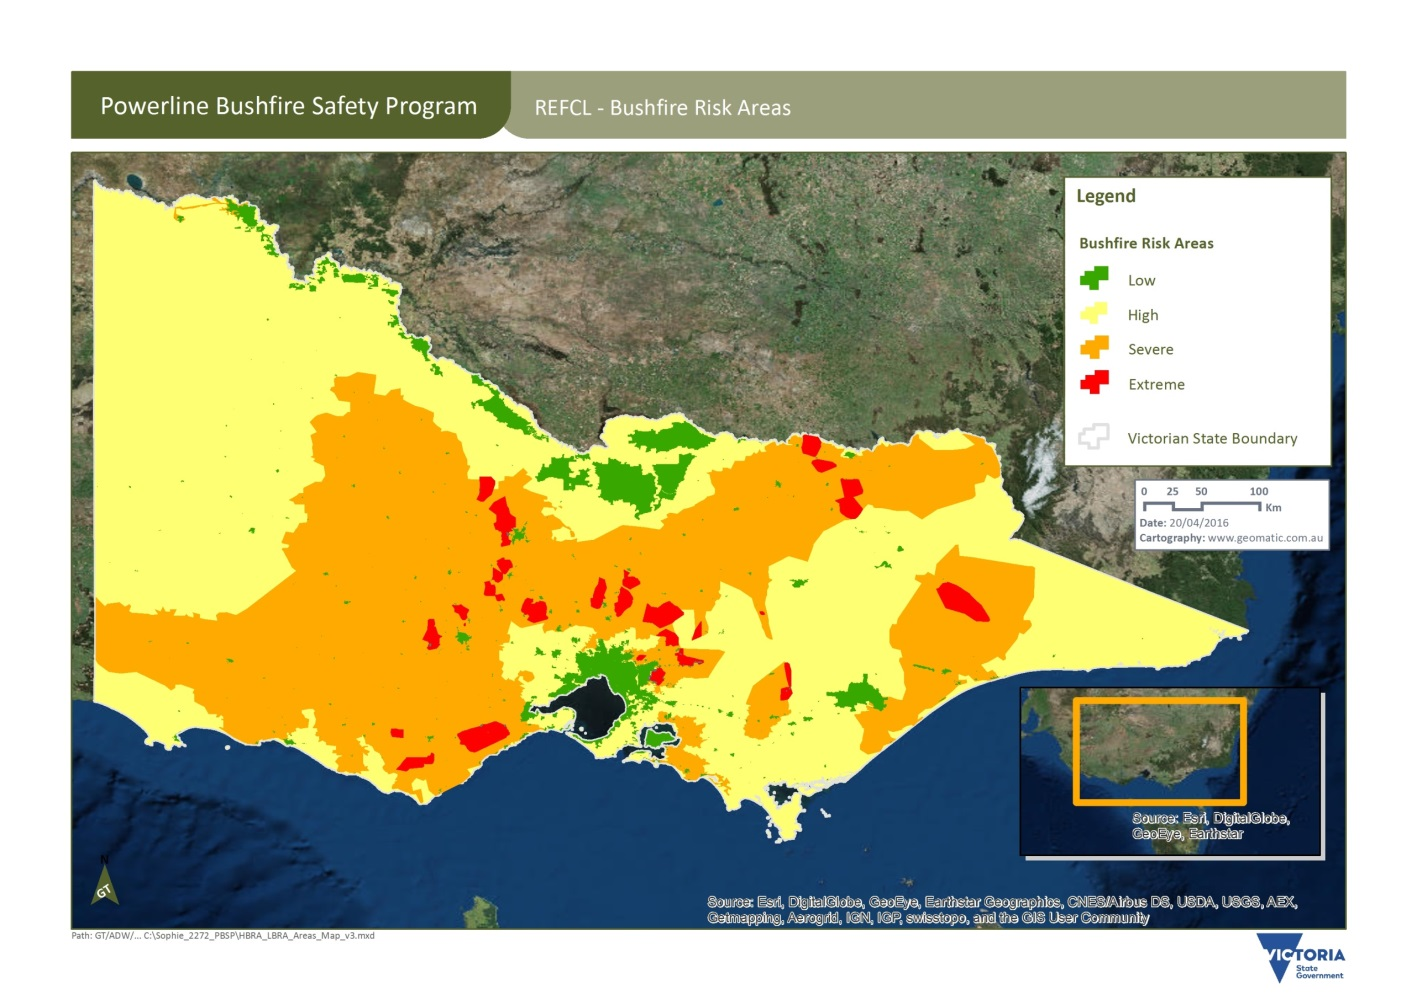 Powerline Bushfire Safety Program
REFCL - Bushfire Risk Areas
Legend
Bushfire Risk Areas
Low
High
Severe
Extreme
Victorian State Boundary
0 25 50 100
Km
Date: 20/04/2016
Cartography: www.geomatic.com.au
Source: Esri, DigitalGlobe,
GeoEye, Earthstar
N
GT
Source: Esri, DigitalGlobe, GeoEye, Earthstar Geographics, CNES/Airbus DS, USDA, USGS, AEX,
Getmapping, Aerogrid, IGN, IGP, swisstopo, and the GIS User Community
Path: GT/ADW/... C:\Sophie_2272_PBSP\HBRA_LBRA_Areas_Map_v3.mxd
VICTORIA
State
Government